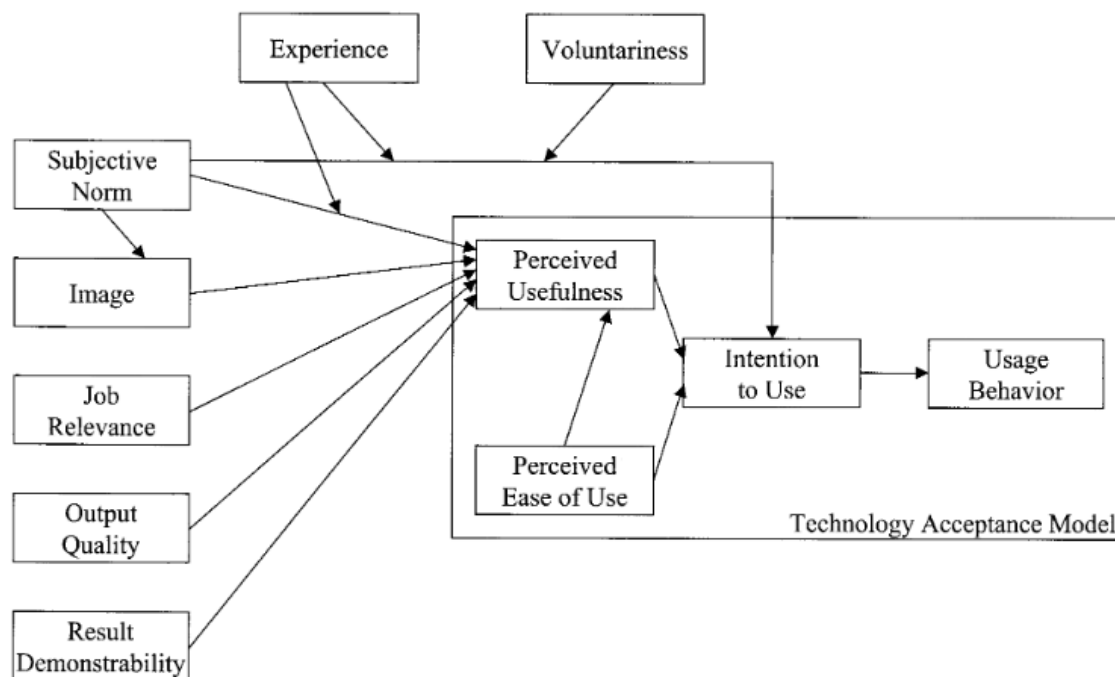 Experience
Voluntariness
Subjective
Norm
Image
Job
Relevance
Output
Quality
Result
Demonstrability
Perceived
Usefulness
Perceived
Ease of Use
Intention
to Use
Usage
Behavior
Technology Acceptance Model